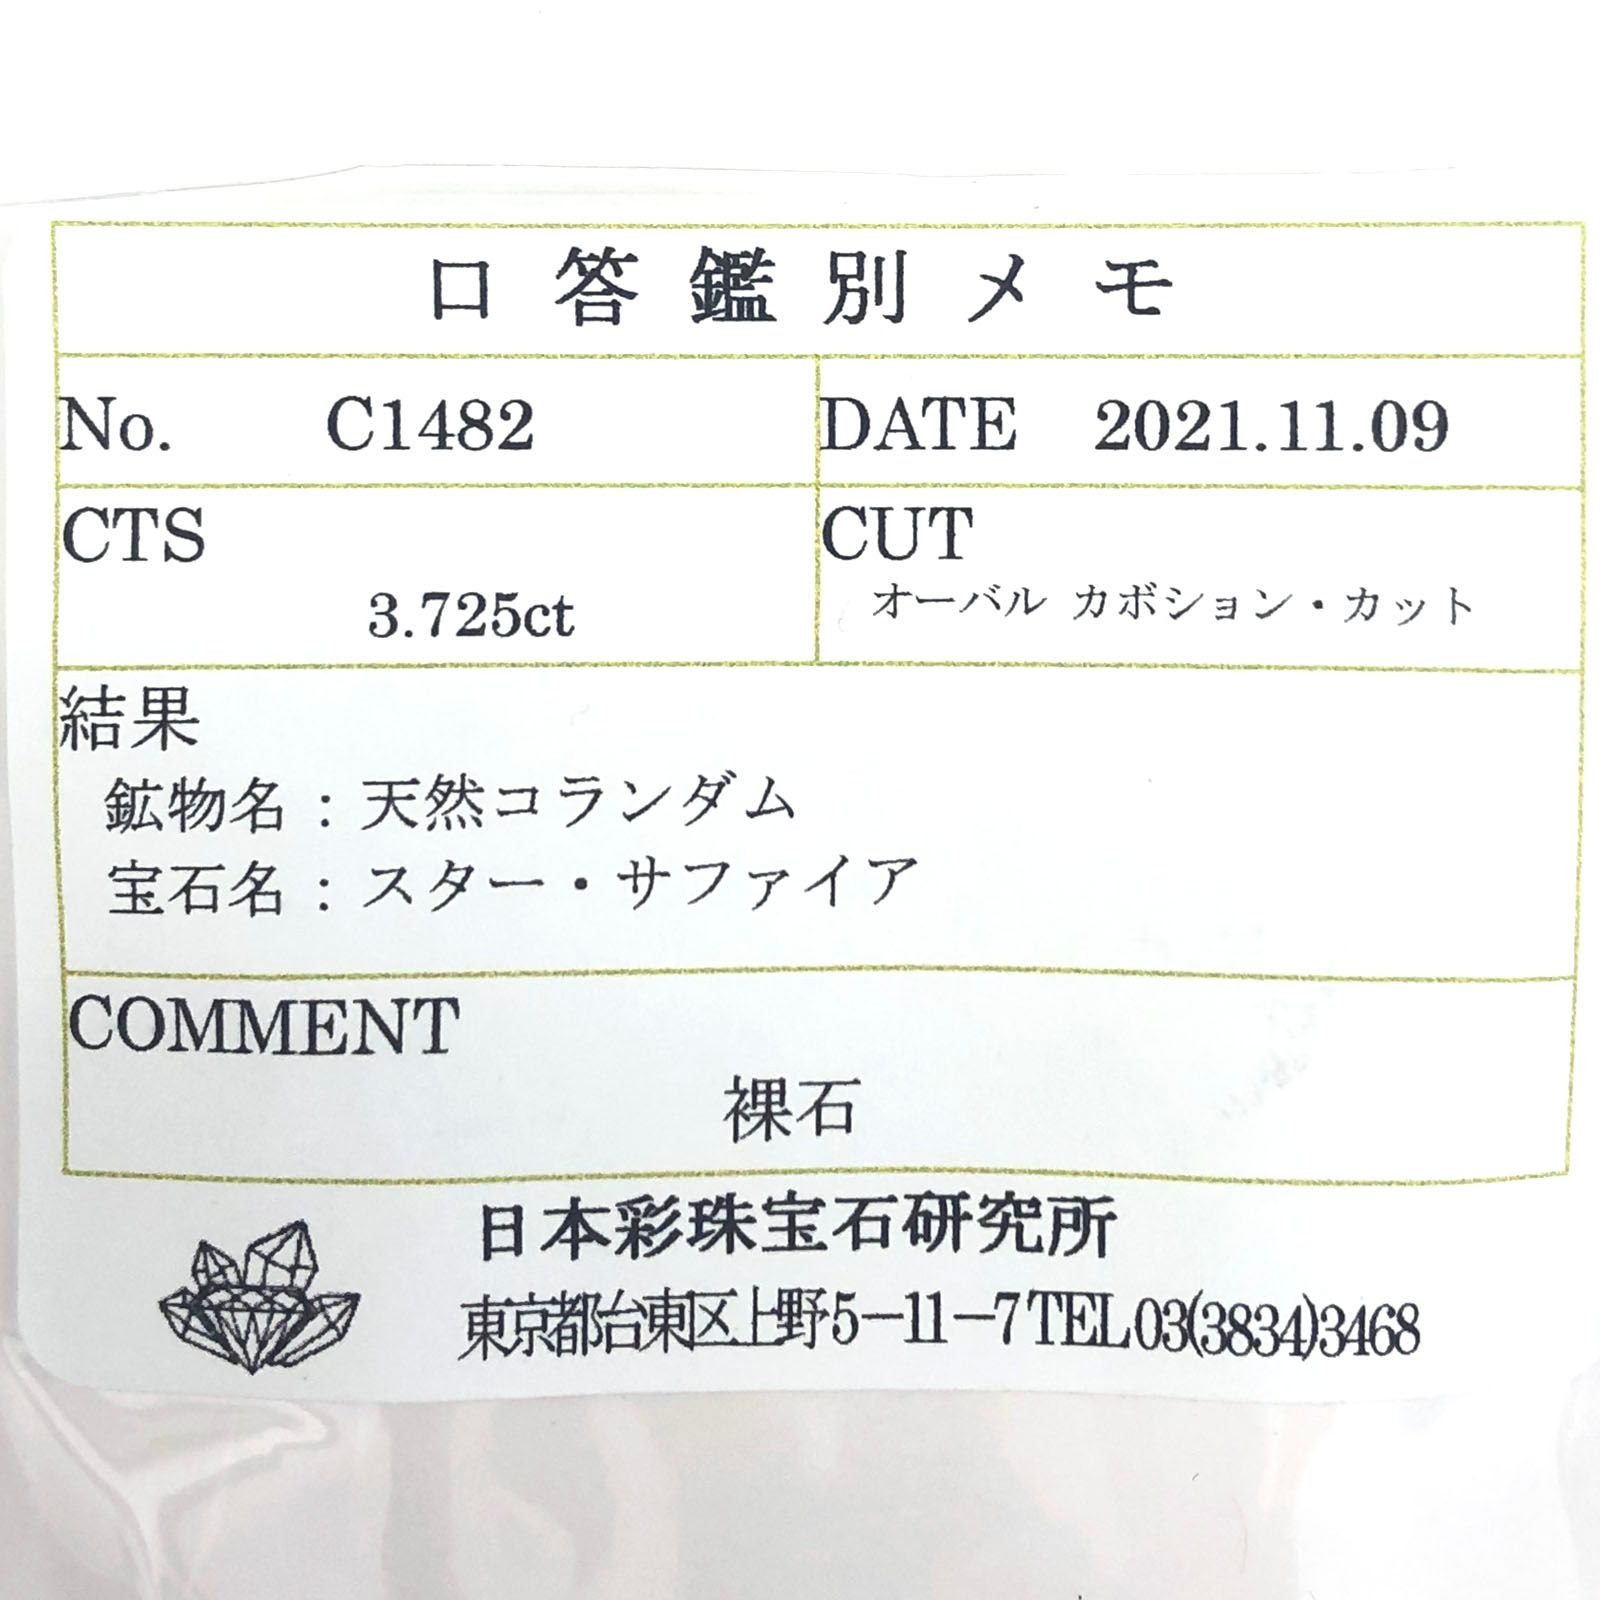 口答鑑別メモ
No. C1482
DATE 2021.11.09
CTS
3.725ct
CUT
オーバル カボション・カット
結果
鉱物名：天然コランダム
宝石名：スター・サファイア
COMMENT
裸石
日本彩珠宝石研究所
東京都台東区上野5-11-7 TEL 03(3834)3468